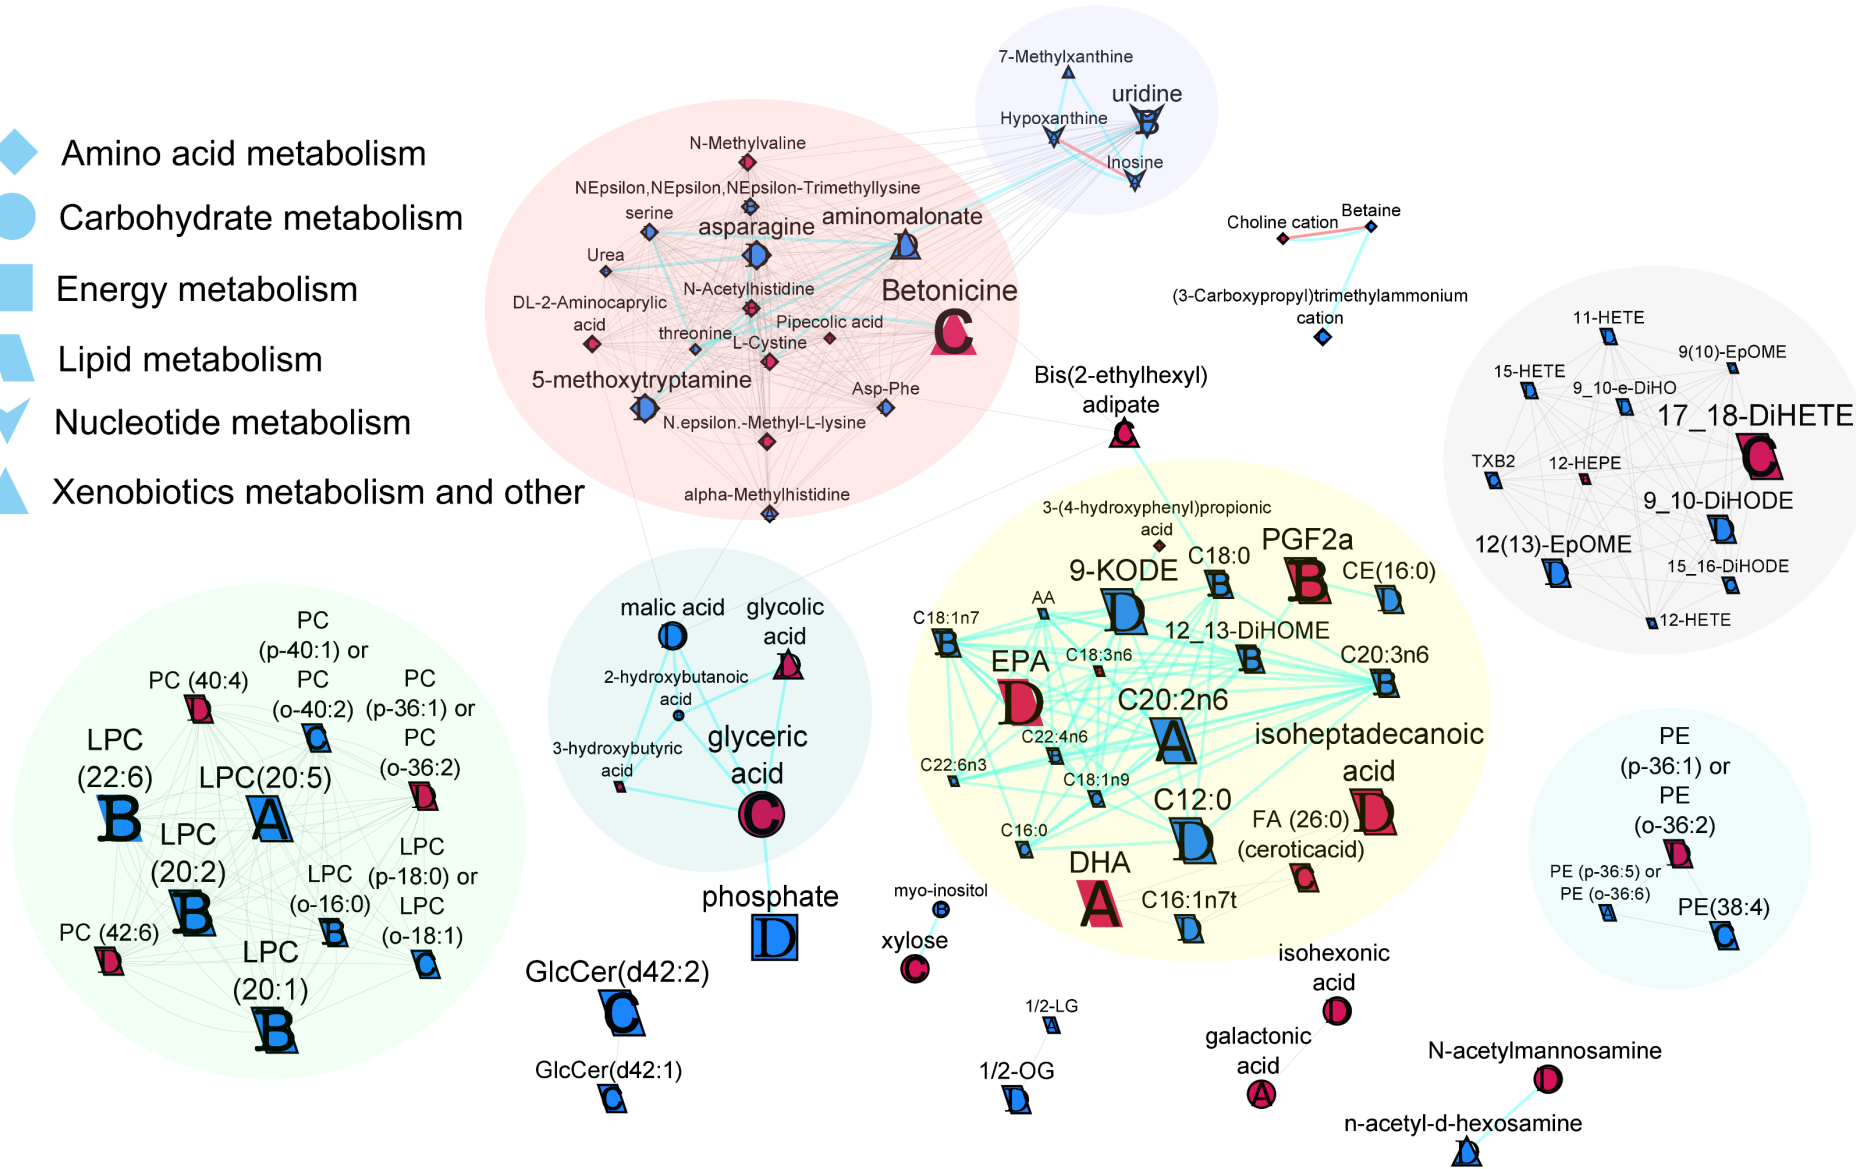 Amino acid metabolism
Carbohydrate metabolism
Energy metabolism
Lipid metabolism
Nucleotide metabolism
Xenobiotics metabolism and other
7-Methylxanthine
uridine
B
Hypoxanthine
Inosine
N-Methylvaline
NEpsilon,NEpsilon,NEpsilon-Trimethyllysine
serine
asparagine
D
aminomalonate
D
Urea
N-Acetylhistidine
Betonicine
C
DL-2-Aminocaprylic
acid
C
threonine
Pipecolic acid
L-Cystine
5-methoxytryptamine
D
Asp-Phe
N.epsilon.-Methyl-L-lysine
alpha-Methylhistidine
Choline cation
Betaine
(3-Carboxypropyl)trimethylammonium
cation
C
Bis(2-ethylhexyl)
adipate
C
11-HETE
9(10)-EpOME
15-HETE
9_10-e-DiHO
17_18-DiHETE
C
TXB2
12-HEPE
9_10-DiHODE
D
12(13)-EpOME
D
15_16-DiHODE
12-HETE
malic acid
D
glycolic
acid
D
2-hydroxybutanoic
acid
3-hydroxybutyric
acid
glyceric
acid
C
phosphate
D
3-(4-hydroxyphenyl)propionic
acid
9-KODE
D
C18:0
B
PGF2a
B
CE(16:0)
D
AA
C18:1n7
B
12_13-DiHOME
B
C18:3n6
EPA
D
C20:3n6
B
C20:2n6
A
C22:4n6
B
C22:6n3
C18:1n9
C
isoheptadecanoic
acid
D
C12:0
D
C16:0
FA (26:0)
(ceroticacid)
C
DHA
A
C16:1n7t
D
PC
(p-40:1) or
PC
(o-40:2)
C
PC (40:4)
D
PC
(p-36:1) or
PC
(o-36:2)
D
LPC
(22:6)
B
LPC(20:5)
A
LPC
(20:2)
B
LPC
(o-16:0)
B
LPC
(p-18:0) or
LPC
(o-18:1)
C
PC (42:6)
D
LPC
(20:1)
B
PE
(p-36:1) or
PE
(o-36:2)
D
PE (p-36:5) or
PE (o-36:6)
A
PE(38:4)
C
GlcCer(d42:2)
C
GlcCer(d42:1)
C
myo-inositol
B
xylose
C
1/2-LG
A
1/2-OG
D
isohexonic
acid
D
galactonic
acid
A
N-acetylmannosamine
D
n-acetyl-d-hexosamine
D